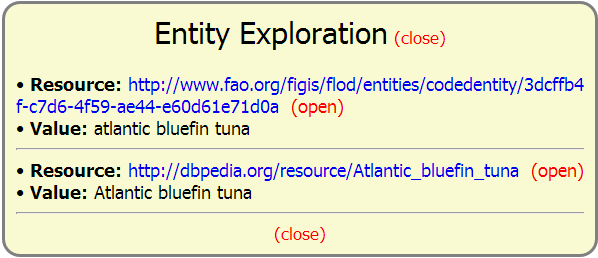 Entity Exploration (close)
• Resource: http://www.fao.org/figis/flod/entities/codedentity/3dcffb4
f-c7d6-4f59-ae44-e60d61e71d0a (open)
• Value: atlantic bluefin tuna
• Resource: http://dbpedia.org/resource/Atlantic_bluefin_tuna (open)
• Value: Atlantic bluefin tuna
(close)